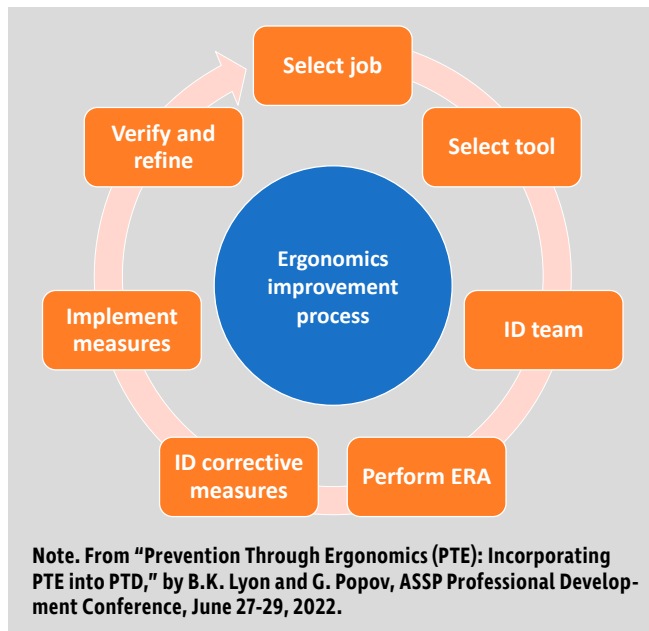 Select job
Select tool
ID team
Perform ERA
ID corrective
measures
Implement
measures
Verify and
refine
Ergonomics
improvement
process
Note. From “Prevention Through Ergonomics (PTE): Incorporating
PTE into PTD,” by B.K. Lyon and G. Popov, ASSP Professional Develop-
ment Conference, June 27-29, 2022.